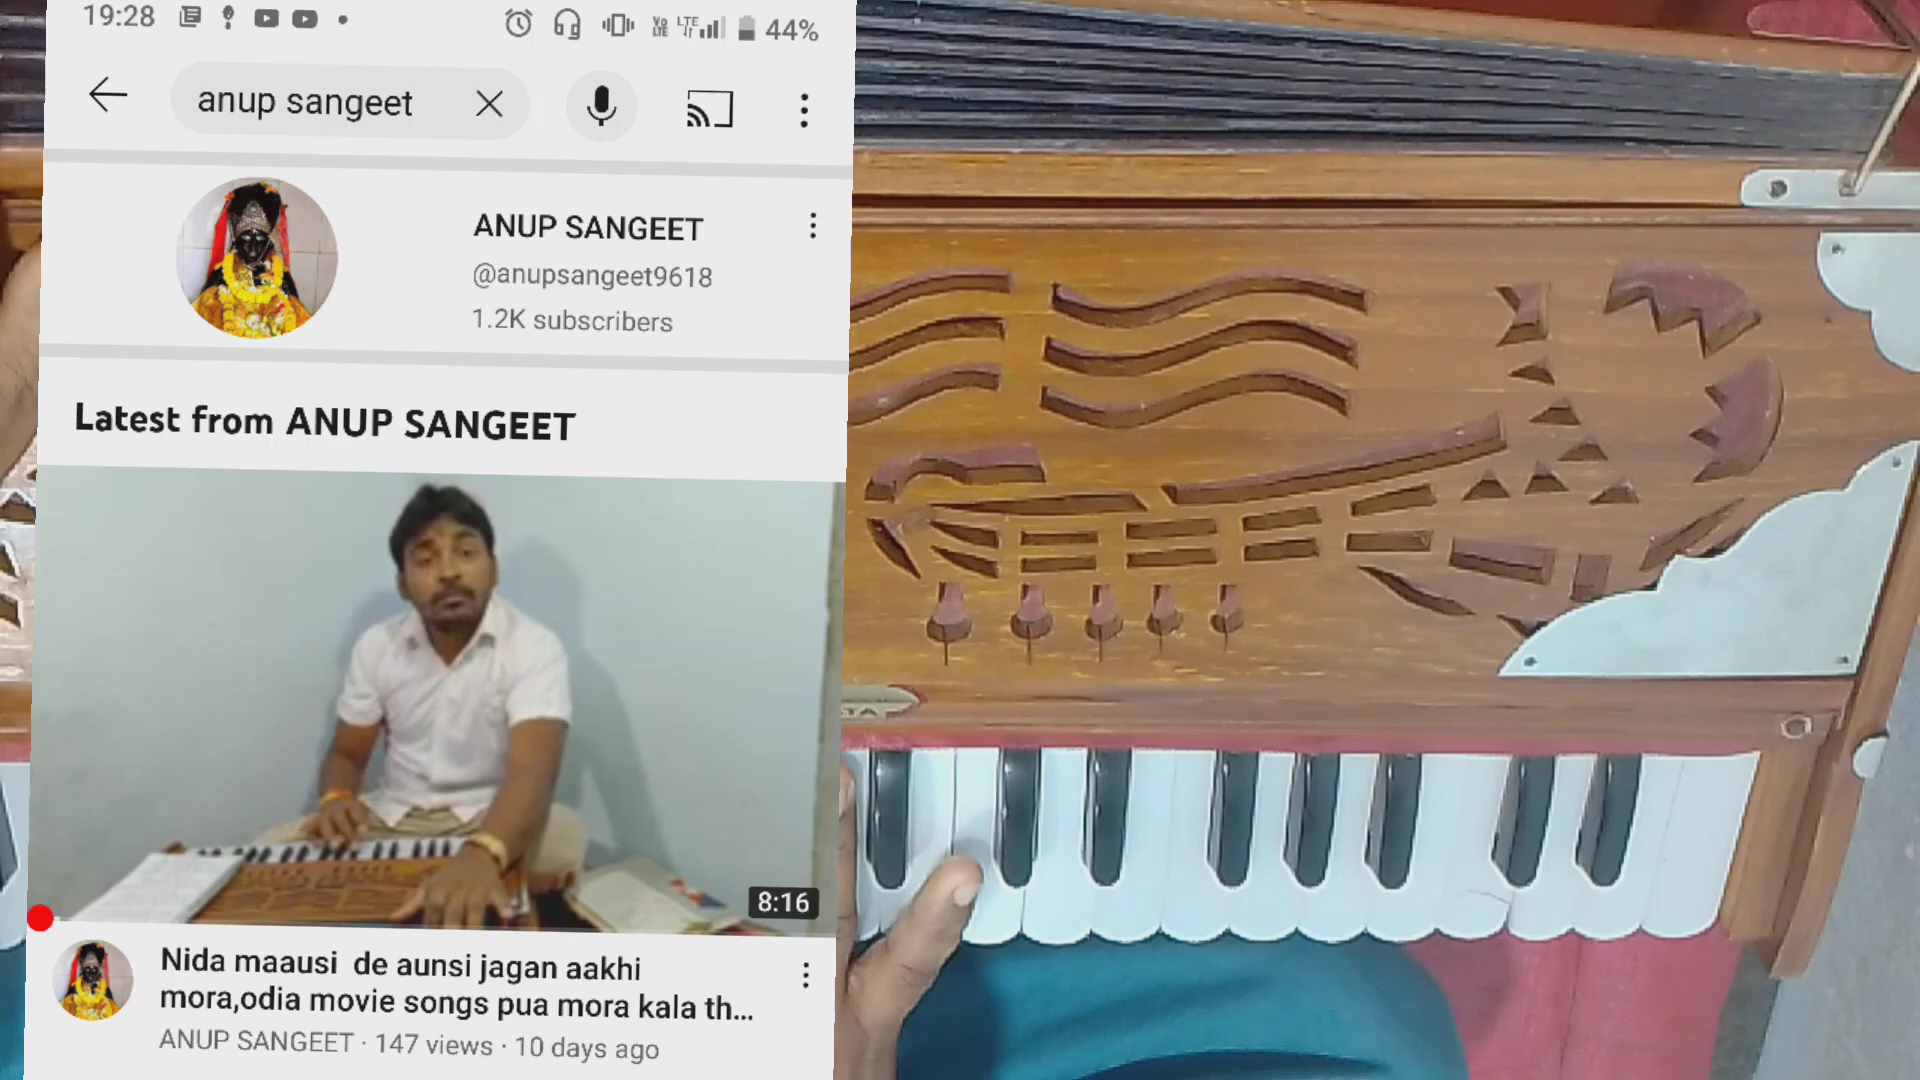 19:28
44%
anup sangeet
ANUP SANGEET
@anupsangeet9618
1.2K subscribers
Latest from ANUP SANGEET
8:16
Nida maausi de aunsi jagan aakhi
mora,odia movie songs pua mora kala th...
ANUP SANGEET · 147 views · 10 days ago